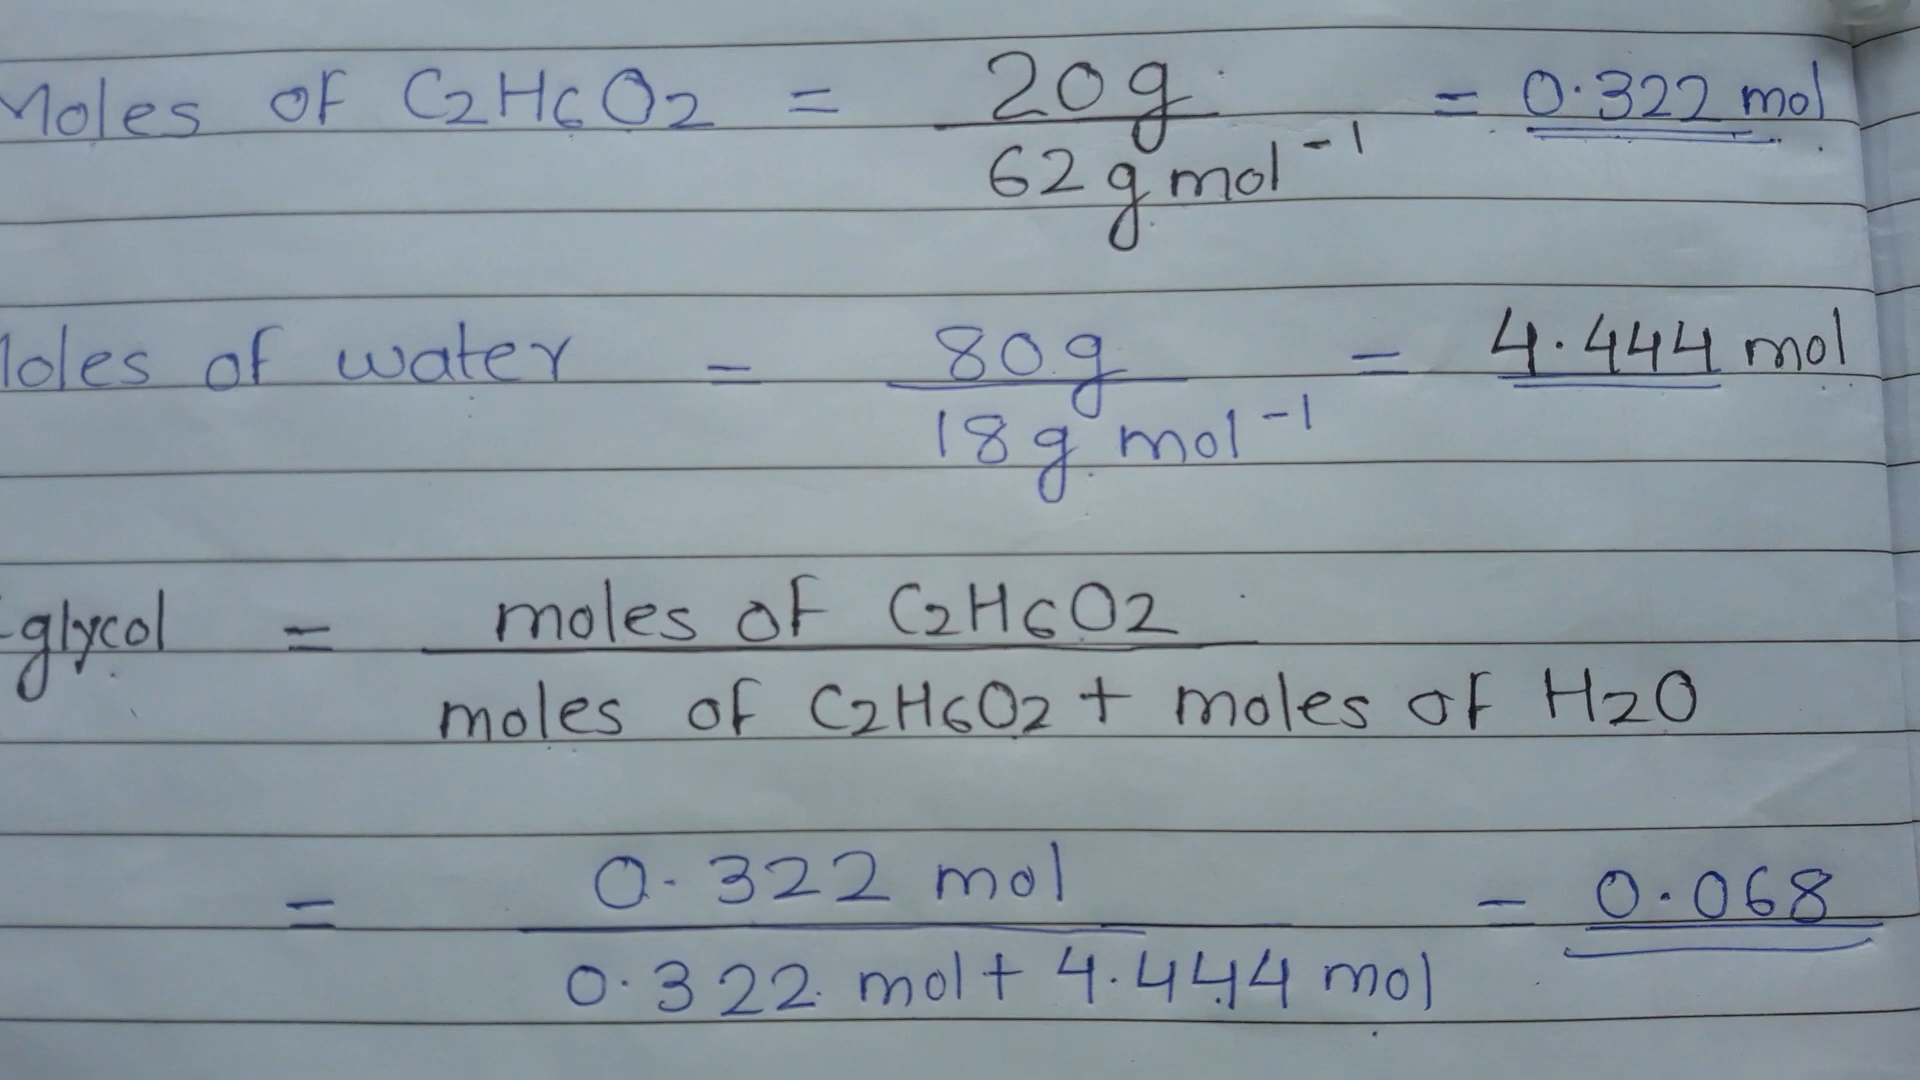 Moles of C2H6O2 = 20g / 62 g mol-1 = 0.322 mol
Moles of water = 80g / 18 g mol-1 = 4.444 mol
glycol = moles of C2H6O2 / moles of C2H6O2 + moles of H2O
= 0.322 mol / 0.322 mol + 4.444 mol = 0.068